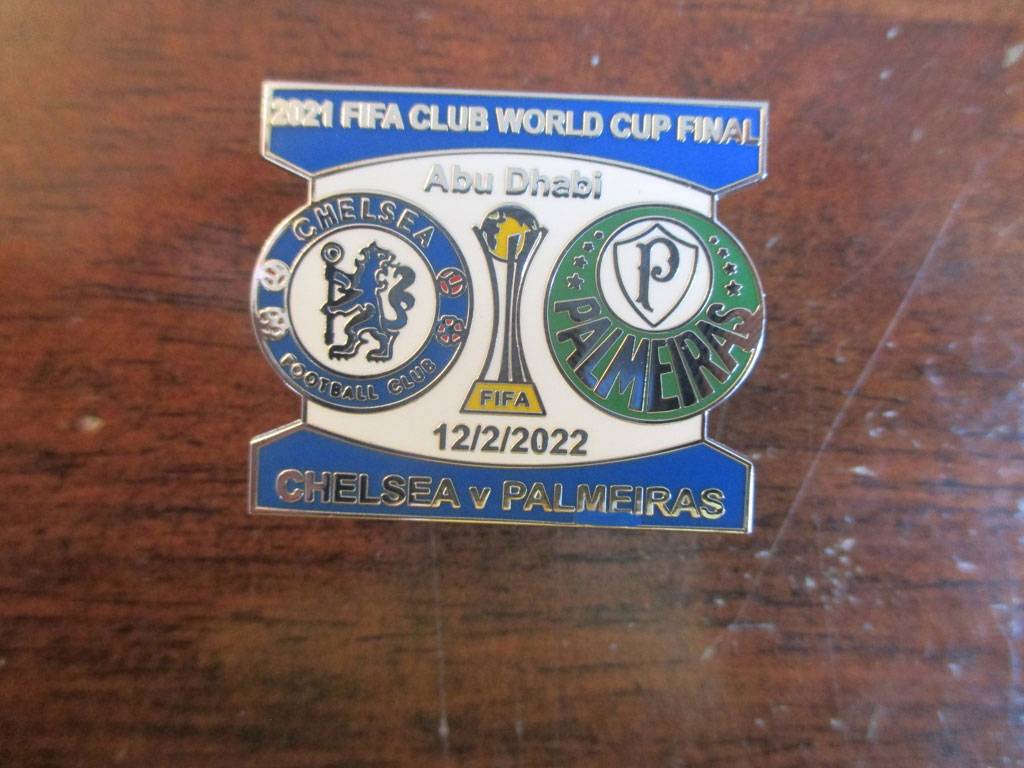 2021 FIFA CLUB WORLD CUP FINAL
Abu Dhabi
CHELSEA
FOOTBALL CLUB
FIFA
P
PALMEIRAS
12/2/2022
CHELSEA v PALMEIRAS